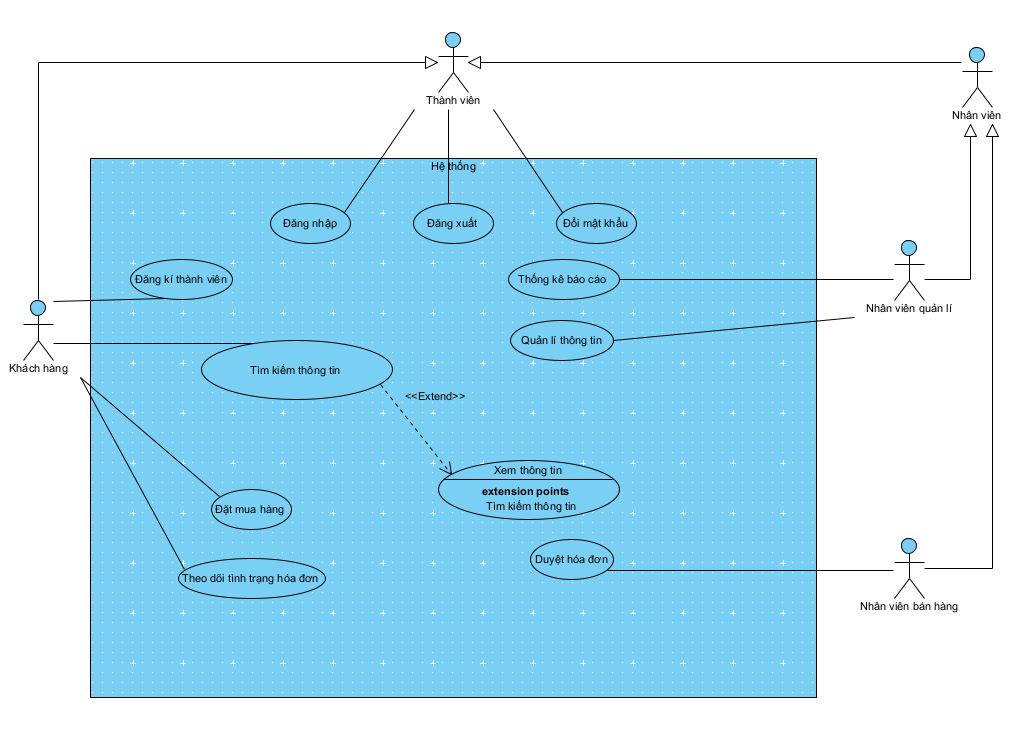 Thành viên
Nhân viên
Hệ thống
Đăng nhập
Đăng xuất
Đổi mật khẩu
Đăng kí thành viên
Thống kê báo cáo
Nhân viên quản lí
Quản lí thông tin
Khách hàng
Tìm kiếm thông tin
<<Extend>>
Xem thông tin
extension points
Tìm kiếm thông tin
Đặt mua hàng
Duyệt hóa đơn
Theo dõi tình trạng hóa đơn
Nhân viên bán hàng